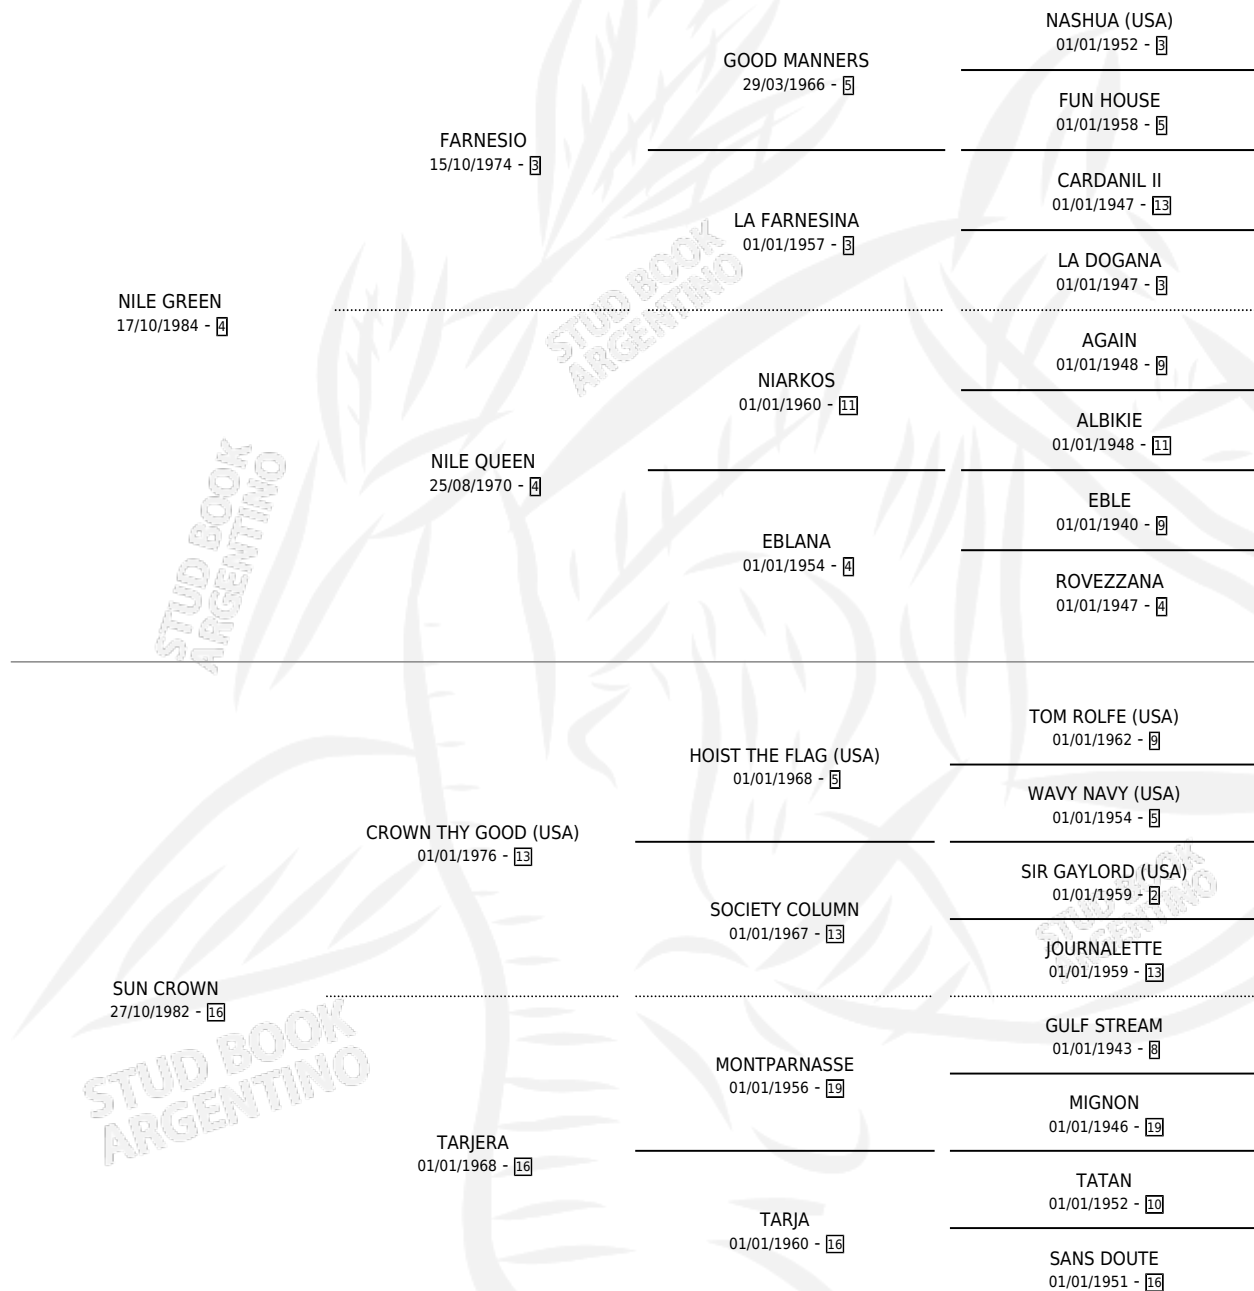 NASHUA (USA)
01/01/1952 - 3
GOOD MANNERS
29/03/1966 - 5
FUN HOUSE
01/01/1958 - 5
FARNESIO
15/10/1974 - 3
CARDANIL II
01/01/1947 - 13
LA FARNESINA
01/01/1957 - 3
LA DOGANA
01/01/1947 - 3
NILE GREEN
17/10/1984 - 4
STUD BOOK
ARGENTINO
AGAIN
01/01/1948 - 9
NIARKOS
01/01/1960 - 11
ALBIKIE
01/01/1948 - 11
NILE QUEEN
25/08/1970 - 4
EBLE
01/01/1940 - 9
EBLANA
01/01/1954 - 4
ROVEZZANA
01/01/1947 - 4
STUD BOOK
ARGENTINO
TOM ROLFE (USA)
01/01/1962 - 9
HOIST THE FLAG (USA)
01/01/1968 - 5
WAVY NAVY (USA)
01/01/1954 - 5
CROWN THY GOOD (USA)
01/01/1976 - 13
SIR GAYLORD (USA)
01/01/1959 - 2
SOCIETY COLUMN
01/01/1967 - 13
JOURNALETTE
01/01/1959 - 13
STUD BOOK
ARGENTINO
SUN CROWN
27/10/1982 - 16
GULF STREAM
01/01/1943 - 8
MONTPARNASSE
01/01/1956 - 19
MIGNON
01/01/1946 - 19
STUD BOOK
ARGENTINO
TARJERA
01/01/1968 - 16
TATAN
01/01/1952 - 10
TARJA
01/01/1960 - 16
SANS DOUTE
01/01/1951 - 16